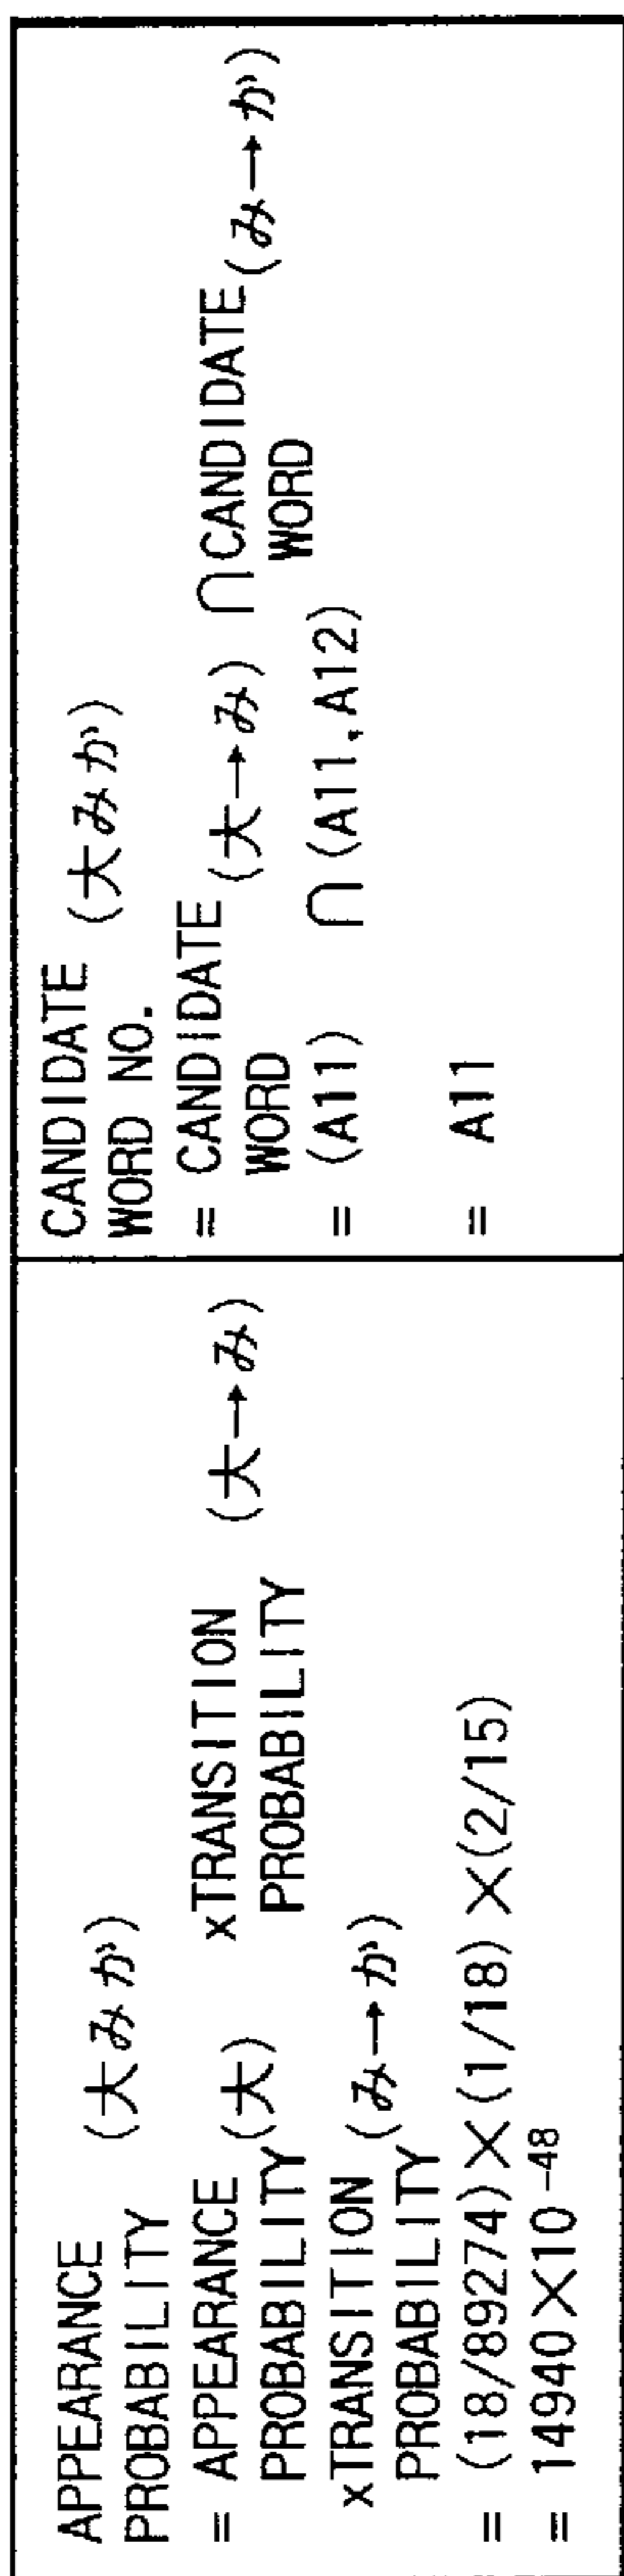 APPEARANCE
PROBABILITY (大みか)
= APPEARANCE (大) xTRANSITION (大→み)
PROBABILITY PROBABILITY
xTRANSITION (み→か)
PROBABILITY
= (18/89274)×(1/18)×(2/15)
= 14940×10-48
CANDIDATE (大みか)
WORD NO.
= CANDIDATE (大→み) ∩CANDIDATE (み→か)
WORD WORD
= (A11) ∩(A11,A12)
= A11